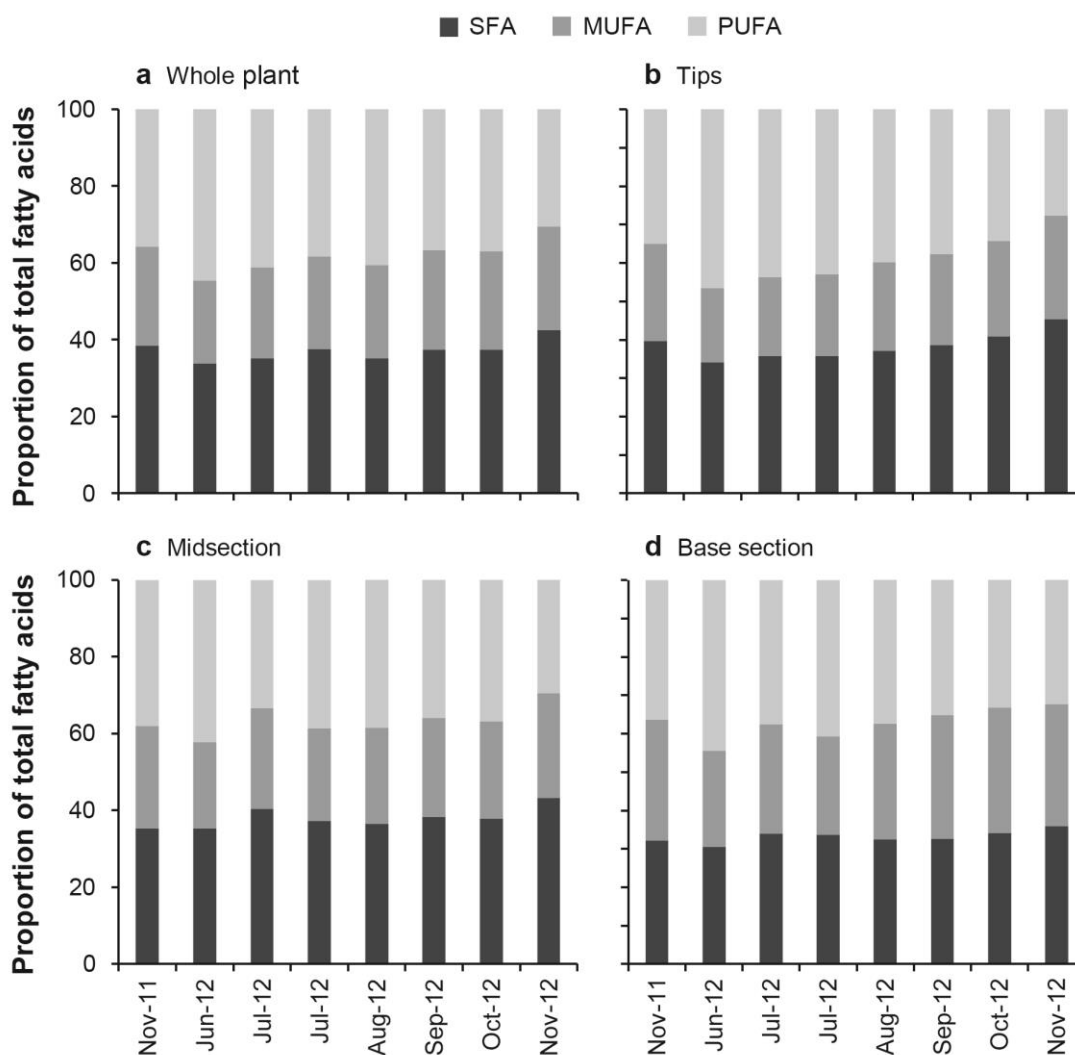 SFA MUFA PUFA
a Whole plant
b Tips
Proportion of total fatty acids
100
80
60
40
20
0
c Midsection
d Base section
Proportion of total fatty acids
100
80
60
40
20
0
Nov-11
Jun-12
Jul-12
Jul-12
Aug-12
Sep-12
Oct-12
Nov-12
Nov-11
Jun-12
Jul-12
Jul-12
Aug-12
Sep-12
Oct-12
Nov-12